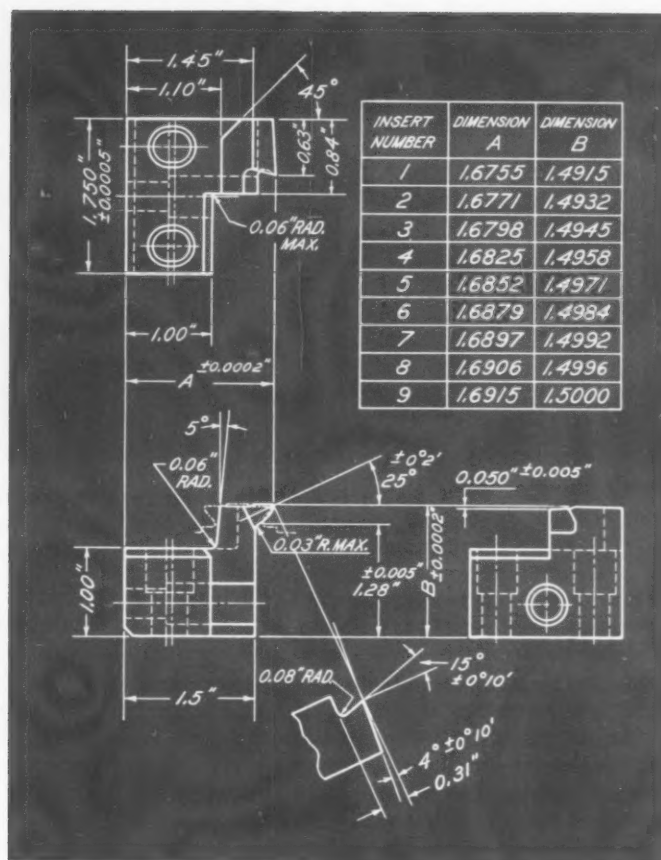 1.45"
1.10"
45°
0.63"
0.84"
1.750"
±0.0005"
0.06" RAD.
MAX.
1.00"
A ±0.0002"
INSERT NUMBER DIMENSION A DIMENSION B
1 1.6755 1.4915
2 1.6771 1.4932
3 1.6798 1.4945
4 1.6825 1.4958
5 1.6852 1.4971
6 1.6879 1.4984
7 1.6897 1.4992
8 1.6906 1.4996
9 1.6915 1.5000
5°
0.06"
RAD.
±0°2'
25°
0.050" ±0.005"
0.03" R. MAX.
1.00"
±0.005"
1.28"
B ±0.0002"
1.5"
0.08" RAD.
15°
±0°10'
4° ±0°10'
0.31"